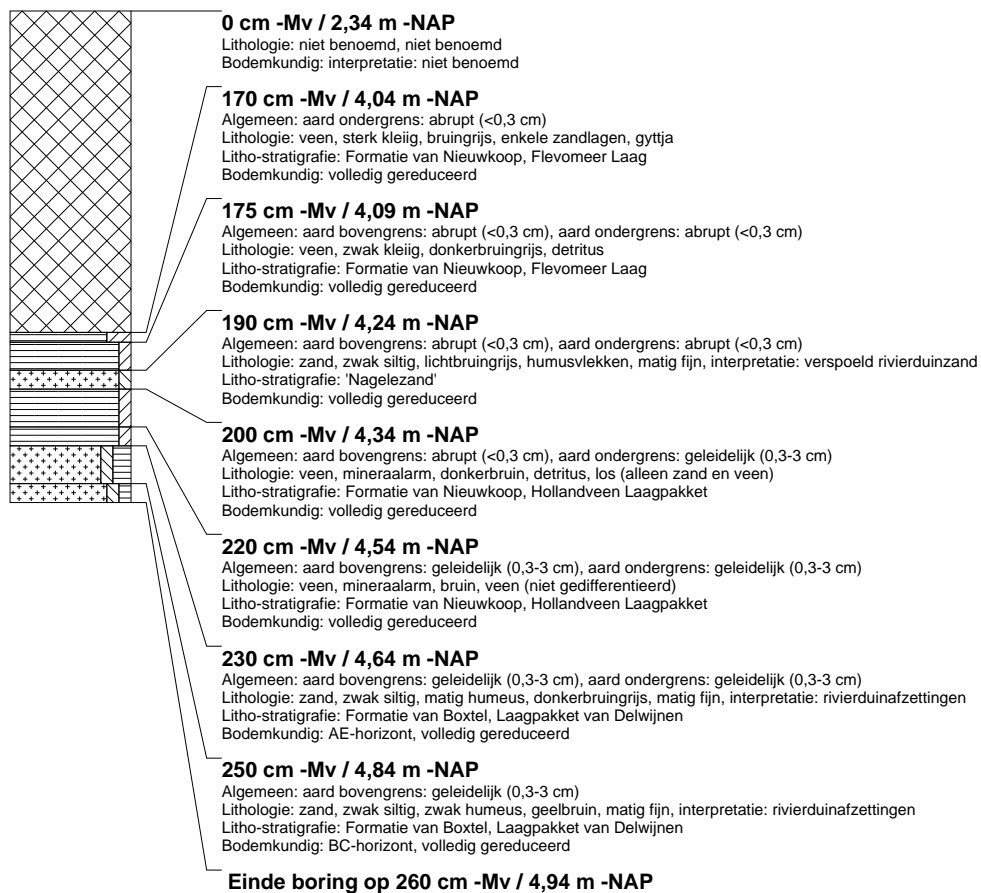 0 cm -Mv / 2,34 m -NAP
Lithologie: niet benoemd, niet benoemd
Bodemkundig: interpretatie: niet benoemd
170 cm -Mv / 4,04 m -NAP
Algemeen: aard ondergrens: abrupt (<0,3 cm)
Lithologie: veen, sterk kleiig, bruingrijs, enkele zandlagen, gyttja
Litho-stratigrafie: Formatie van Nieuwkoop, Flevomeer Laag
Bodemkundig: volledig gereduceerd
175 cm -Mv / 4,09 m -NAP
Algemeen: aard bovengrens: abrupt (<0,3 cm), aard ondergrens: abrupt (<0,3 cm)
Lithologie: veen, zwak kleiig, donkerbruingrijs, detritus
Litho-stratigrafie: Formatie van Nieuwkoop, Flevomeer Laag
Bodemkundig: volledig gereduceerd
190 cm -Mv / 4,24 m -NAP
Algemeen: aard bovengrens: abrupt (<0,3 cm), aard ondergrens: abrupt (<0,3 cm)
Lithologie: zand, zwak siltig, lichtbruingrijs, humusvlekken, matig fijn, interpretatie: verspoeld rivierduinzand
Litho-stratigrafie: 'Nagelezand'
Bodemkundig: volledig gereduceerd
200 cm -Mv / 4,34 m -NAP
Algemeen: aard bovengrens: abrupt (<0,3 cm), aard ondergrens: geleidelijk (0,3-3 cm)
Lithologie: veen, mineraalarm, donkerbruin, detritus, los (alleen zand en veen)
Litho-stratigrafie: Formatie van Nieuwkoop, Hollandveen Laagpakket
Bodemkundig: volledig gereduceerd
220 cm -Mv / 4,54 m -NAP
Algemeen: aard bovengrens: geleidelijk (0,3-3 cm), aard ondergrens: geleidelijk (0,3-3 cm)
Lithologie: veen, mineraalarm, bruin, veen (niet gedifferentieerd)
Litho-stratigrafie: Formatie van Nieuwkoop, Hollandveen Laagpakket
Bodemkundig: volledig gereduceerd
230 cm -Mv / 4,64 m -NAP
Algemeen: aard bovengrens: geleidelijk (0,3-3 cm), aard ondergrens: geleidelijk (0,3-3 cm)
Lithologie: zand, zwak siltig, matig humeus, donkerbruingrijs, matig fijn, interpretatie: rivierduinafzettingen
Litho-stratigrafie: Formatie van Boxtel, Laagpakket van Delwijnen
Bodemkundig: AE-horizont, volledig gereduceerd
250 cm -Mv / 4,84 m -NAP
Algemeen: aard bovengrens: geleidelijk (0,3-3 cm)
Lithologie: zand, zwak siltig, zwak humeus, geelbruin, matig fijn, interpretatie: rivierduinafzettingen
Litho-stratigrafie: Formatie van Boxtel, Laagpakket van Delwijnen
Bodemkundig: BC-horizont, volledig gereduceerd
Einde boring op 260 cm -Mv / 4,94 m -NAP